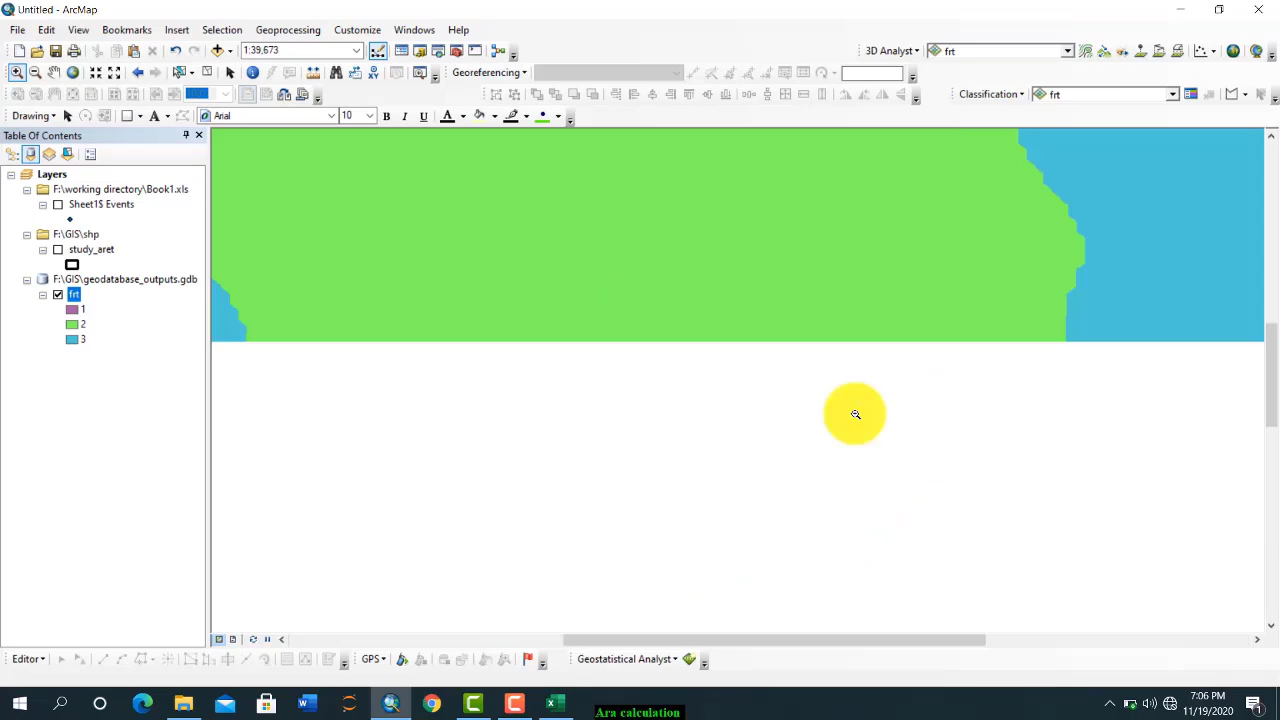 Untitled - ArcMap
File Edit View Bookmarks Insert Selection Geoprocessing Customize Windows Help
1:39,673
3D Analyst
frt
Georeferencing
Classification
frt
Drawing
A
Arial
10
B I U A
Table Of Contents
Layers
F:\working directory\Book1.xls
Sheet1$ Events
F:\GIS\shp
study_aret
F:\GIS\geodatabase_outputs.gdb
frt
1
2
3
Editor
GPS
Geostatistical Analyst
7:06 PM
11/19/2020
Ara calculation